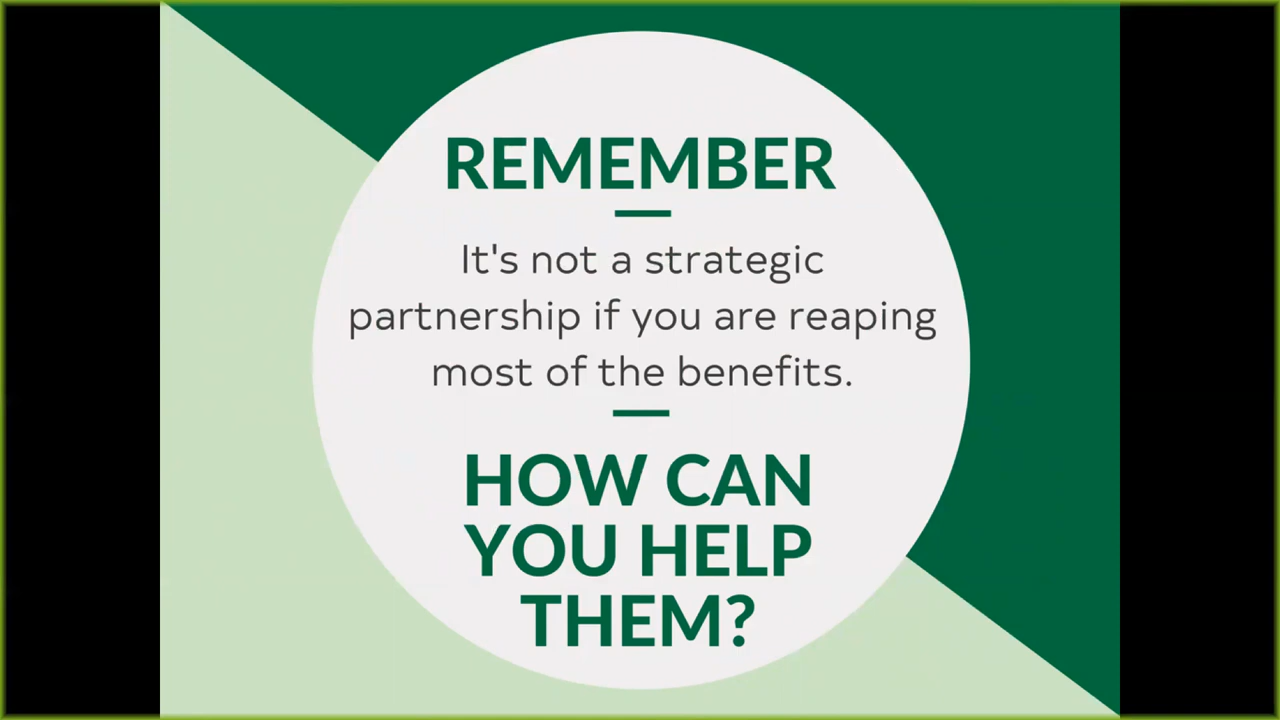 REMEMBER
It's not a strategic
partnership if you are reaping
most of the benefits.
HOW CAN
YOU HELP
THEM?